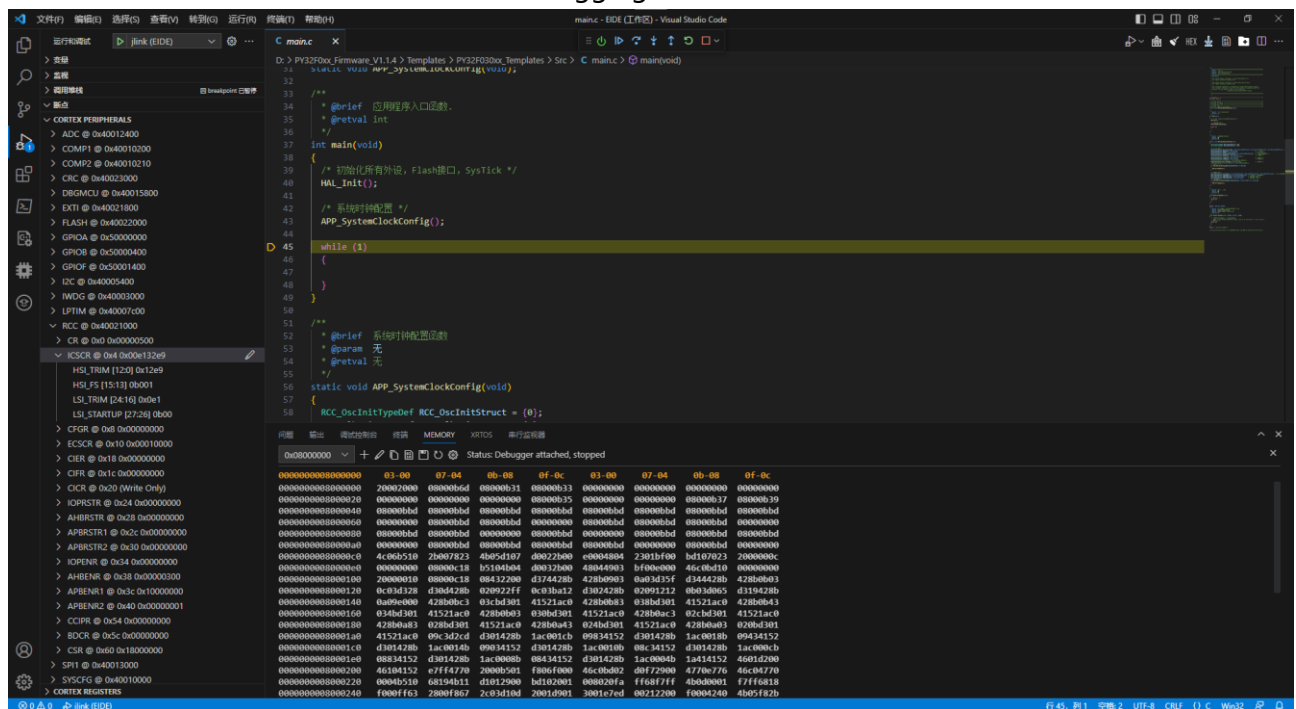 文件(F) 编辑(E) 选择(S) 查看(V) 转到(G) 运行(R) 终端(T) 帮助(H)
main.c - EIDE (工作区) - Visual Studio Code
运行和调试 jlink (EIDE)
变量
监视
调用堆栈 因 breakpoint 已暂停
断点
CORTEX PERIPHERALS
ADC @ 0x40012400
COMP1 @ 0x40010200
COMP2 @ 0x40010210
CRC @ 0x40023000
DBGMCU @ 0x40015800
EXTI @ 0x40021800
FLASH @ 0x40022000
GPIOA @ 0x50000000
GPIOB @ 0x50000400
GPIOF @ 0x50001400
I2C @ 0x40005400
IWDG @ 0x40003000
LPTIM @ 0x40007c00
RCC @ 0x40021000
CR @ 0x0 0x00000500
ICSCR @ 0x4 0x00e132e9
HSI_TRIM [12:0] 0x12e9
HSI_FS [15:13] 0b001
LSI_TRIM [24:16] 0x0e1
LSI_STARTUP [27:26] 0b00
CFGR @ 0x8 0x00000000
ECSCR @ 0x10 0x00010000
CIER @ 0x18 0x00000000
CIFR @ 0x1c 0x00000000
CICR @ 0x20 (Write Only)
IOPRSTR @ 0x24 0x00000000
AHBRSTR @ 0x28 0x00000000
APBRSTR1 @ 0x2c 0x00000000
APBRSTR2 @ 0x30 0x00000000
IOPENR @ 0x34 0x00000000
AHBENR @ 0x38 0x00000300
APBENR1 @ 0x3c 0x10000000
APBENR2 @ 0x40 0x00000001
CCIPR @ 0x54 0x00000000
BDCR @ 0x5c 0x00000000
CSR @ 0x60 0x18000000
SPI1 @ 0x40013000
SYSCFG @ 0x40010000
CORTEX REGISTERS
C main.c ×
HEX
D: > PY32F0xx_Firmware_V1.1.4 > Templates > PY32F030xx_Templates > Src > C main.c > main(void)
31 static void APP_SystemClockConfig(void);
32
33 /**
34 * @brief 应用程序入口函数.
35 * @retval int
36 */
37 int main(void)
38 {
39 /* 初始化所有外设，Flash接口，SysTick */
40 HAL_Init();
41
42 /* 系统时钟配置 */
43 APP_SystemClockConfig();
44
45 while (1)
46 {
47
48 }
49 }
50
51 /**
52 * @brief 系统时钟配置函数
53 * @param 无
54 * @retval 无
55 */
56 static void APP_SystemClockConfig(void)
57 {
58 RCC_OscInitTypeDef RCC_OscInitStruct = {0};
问题 输出 调试控制台 终端 MEMORY XRTOS 串行监视器
0x08000000 Status: Debugger attached, stopped
0000000008000000 03-00 07-04 0b-08 0f-0c 03-00 07-04 0b-08 0f-0c
0000000008000000 20002000 08000b6d 08000b31 08000b33 00000000 00000000 00000000 00000000
0000000008000020 00000000 00000000 00000000 08000b35 00000000 00000000 08000b37 08000b39
0000000008000040 08000bbd 08000bbd 08000bbd 08000bbd 08000bbd 08000bbd 08000bbd 08000bbd
0000000008000060 00000000 08000bbd 08000bbd 00000000 08000bbd 08000bbd 08000bbd 00000000
0000000008000080 08000bbd 08000bbd 00000000 08000bbd 08000bbd 08000bbd 08000bbd 00000000
00000000080000a0 00000000 08000bbd 08000bbd 08000bbd 08000bbd 00000000 08000bbd 00000000
00000000080000c0 4c06b510 2b007823 4b05d107 d0022b00 e0004804 2301bf00 bd107023 2000000c
00000000080000e0 00000000 08000c18 b5104b04 d0032b00 48044903 bf00e000 46c0bd10 00000000
0000000008000100 20000010 08000c18 08432200 d374428b 428b0903 0a03d35f d344428b 428b0b03
0000000008000120 0c03d328 d30d428b 020922ff 0c03ba12 d302428b 02091212 0b03d065 d319428b
0000000008000140 0a09e000 428b0bc3 03cbd301 41521ac0 428b0b83 038bd301 41521ac0 428b0b43
0000000008000160 034bd301 41521ac0 428b0b03 030bd301 41521ac0 428b0ac3 02cbd301 41521ac0
0000000008000180 428b0a83 028bd301 41521ac0 428b0a43 024bd301 41521ac0 428b0a03 020bd301
00000000080001a0 41521ac0 09c3d2cd d301428b 1ac001cb 09834152 d301428b 1ac0018b 09434152
00000000080001c0 d301428b 1ac0014b 09034152 d301428b 1ac0010b 08c34152 d301428b 1ac000cb
00000000080001e0 08834152 d301428b 1ac0008b 08434152 d301428b 1ac0004b 1a414152 4601d200
0000000008000200 46104152 e7ff4770 2000b501 f806f000 46c0bd02 d0f72900 4770e776 46c04770
0000000008000220 0004b510 68194b11 d1012900 bd102001 008020fa ff68f7ff 4b0d0001 f7ff6818
0000000008000240 f000ff63 2800f867 2c03d10d 2001d901 3001e7ed 00212200 f0004240 4b05f82b
0 0 jlink (EIDE)
行 45，列 1 空格: 2 UTF-8 CRLF {} C Win32